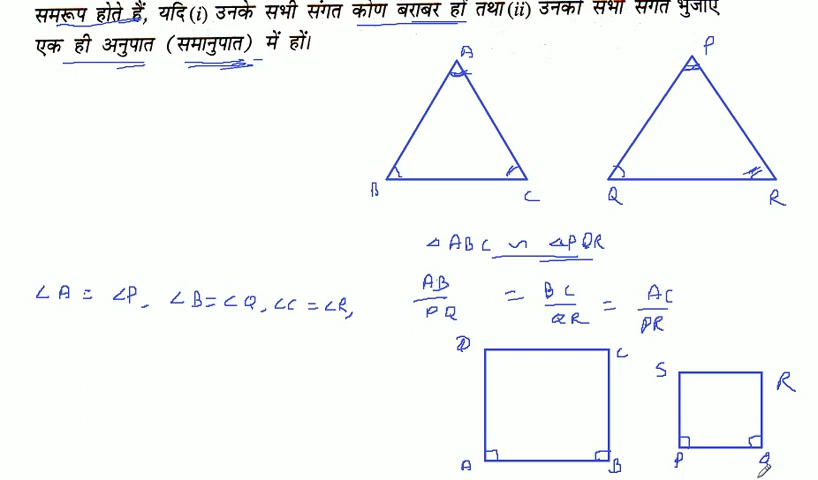 समरूप होते हैं, यदि (i) उनके सभी संगत कोण बराबर हों तथा (ii) उनकी सभी संगत भुजाएँ
एक ही अनुपात (समानुपात) में हों।
A
P
B
C
Q
R
△ABC ∽ △PQR
∠A = ∠P, ∠B = ∠Q, ∠C = ∠R,
AB/PQ = BC/QR = AC/PR
D
C
S
R
A
B
P
Q